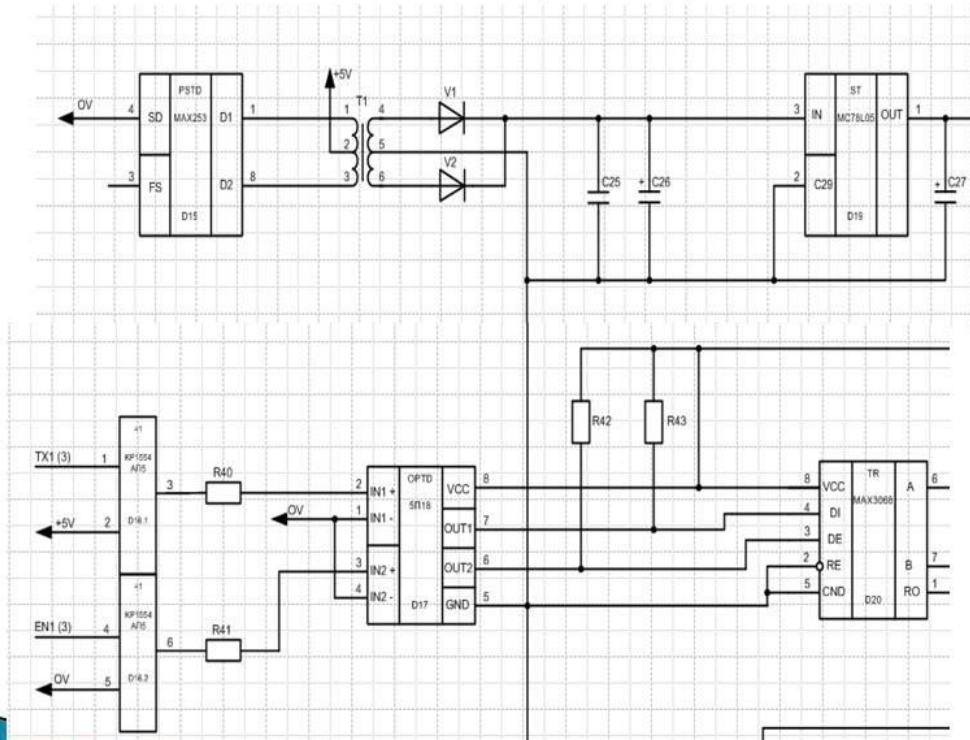 +5V
T1
V1
0V
4
SD
PSTD
MAX253
D1
1
1
4
3
IN
ST
MC78L05
OUT
1
2
5
V2
3
FS
D2
8
3
6
C25
+
C26
2
C29
+
C27
D15
D19
R42
R43
TX1 (3)
1
КР1554
АП5
3
R40
2
IN1 +
OPTD
5П18
VCC
8
8
VCC
TR
MAX3068
A
6
+5V
2
D16.1
0V
1
IN1 -
OUT1
7
4
DI
3
DE
3
IN2 +
OUT2
6
2
RE
B
7
EN1 (3)
4
КР1554
АП5
6
R41
4
IN2 -
D17
GND
5
5
CND
D20
RO
1
0V
5
D16.2